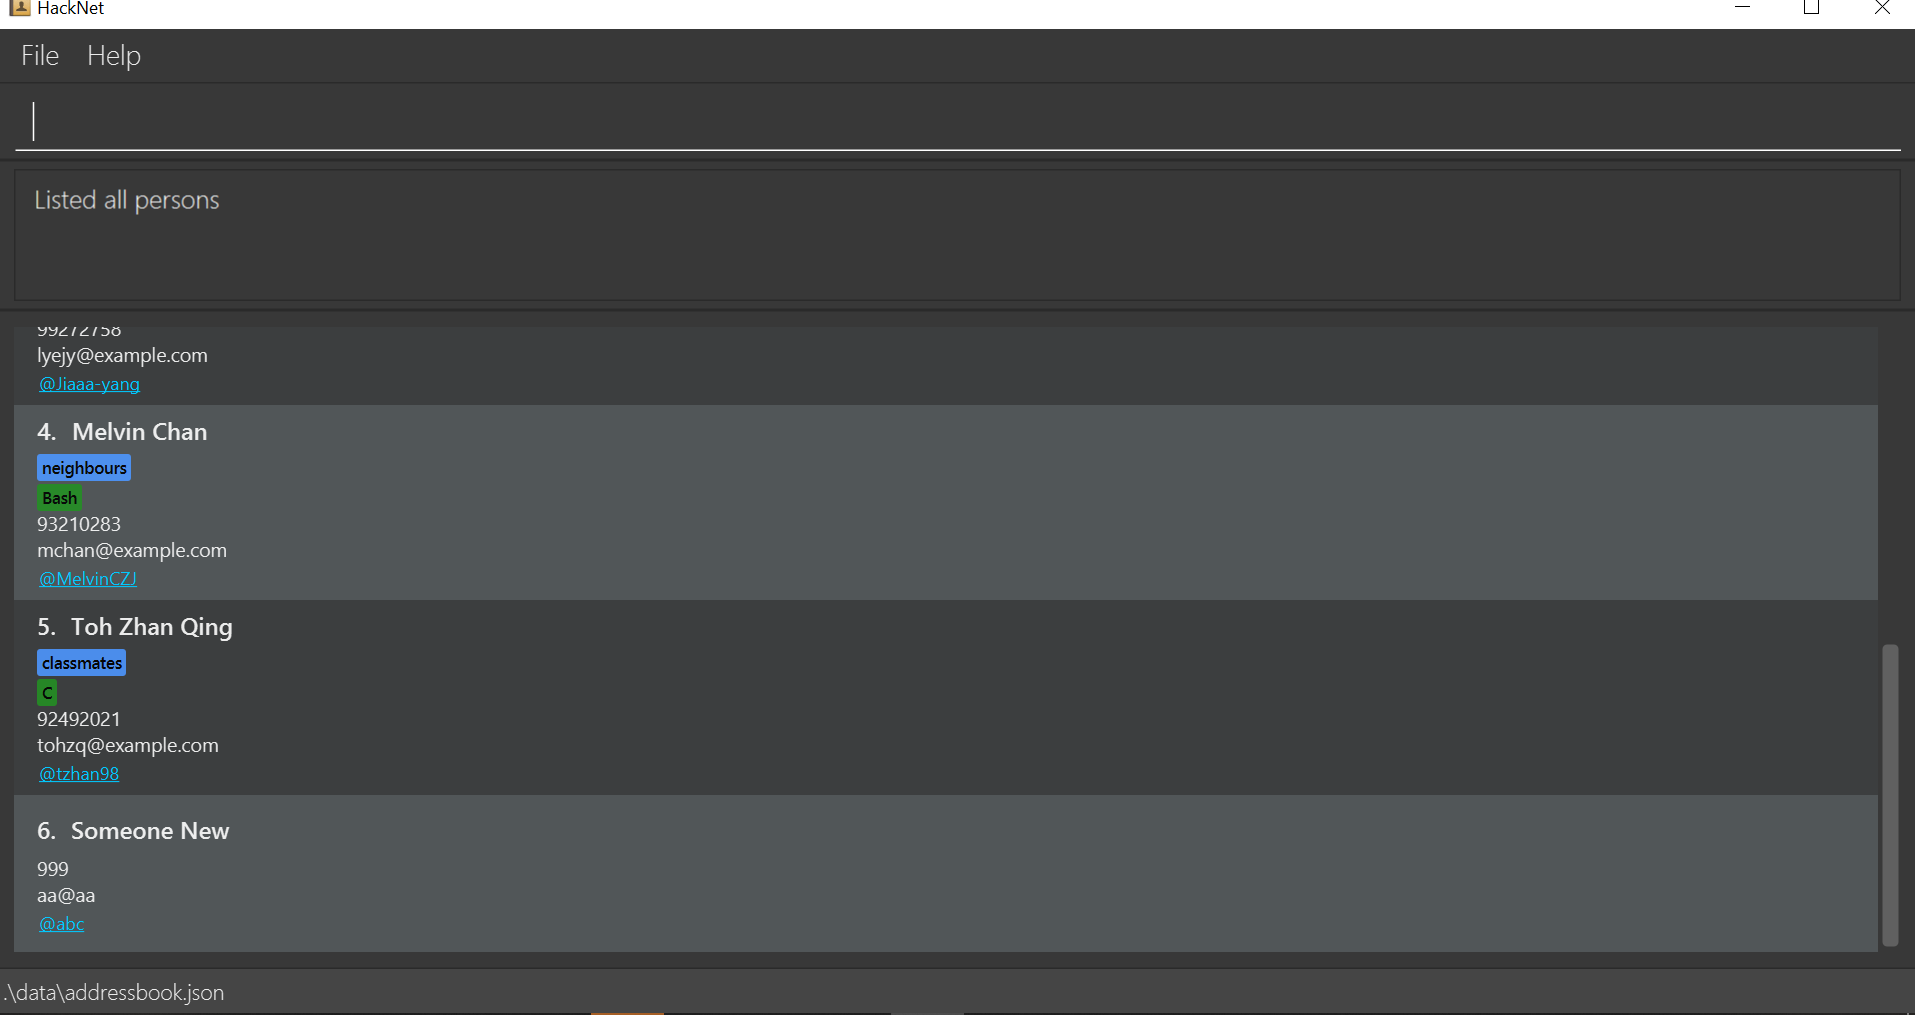 HackNet
File Help
Listed all persons
99272758
lyejy@example.com
@Jiaaa-yang
4. Melvin Chan
neighbours
Bash
93210283
mchan@example.com
@MelvinCZJ
5. Toh Zhan Qing
classmates
C
92492021
tohzq@example.com
@tzhan98
6. Someone New
999
aa@aa
@abc
.\data\addressbook.json